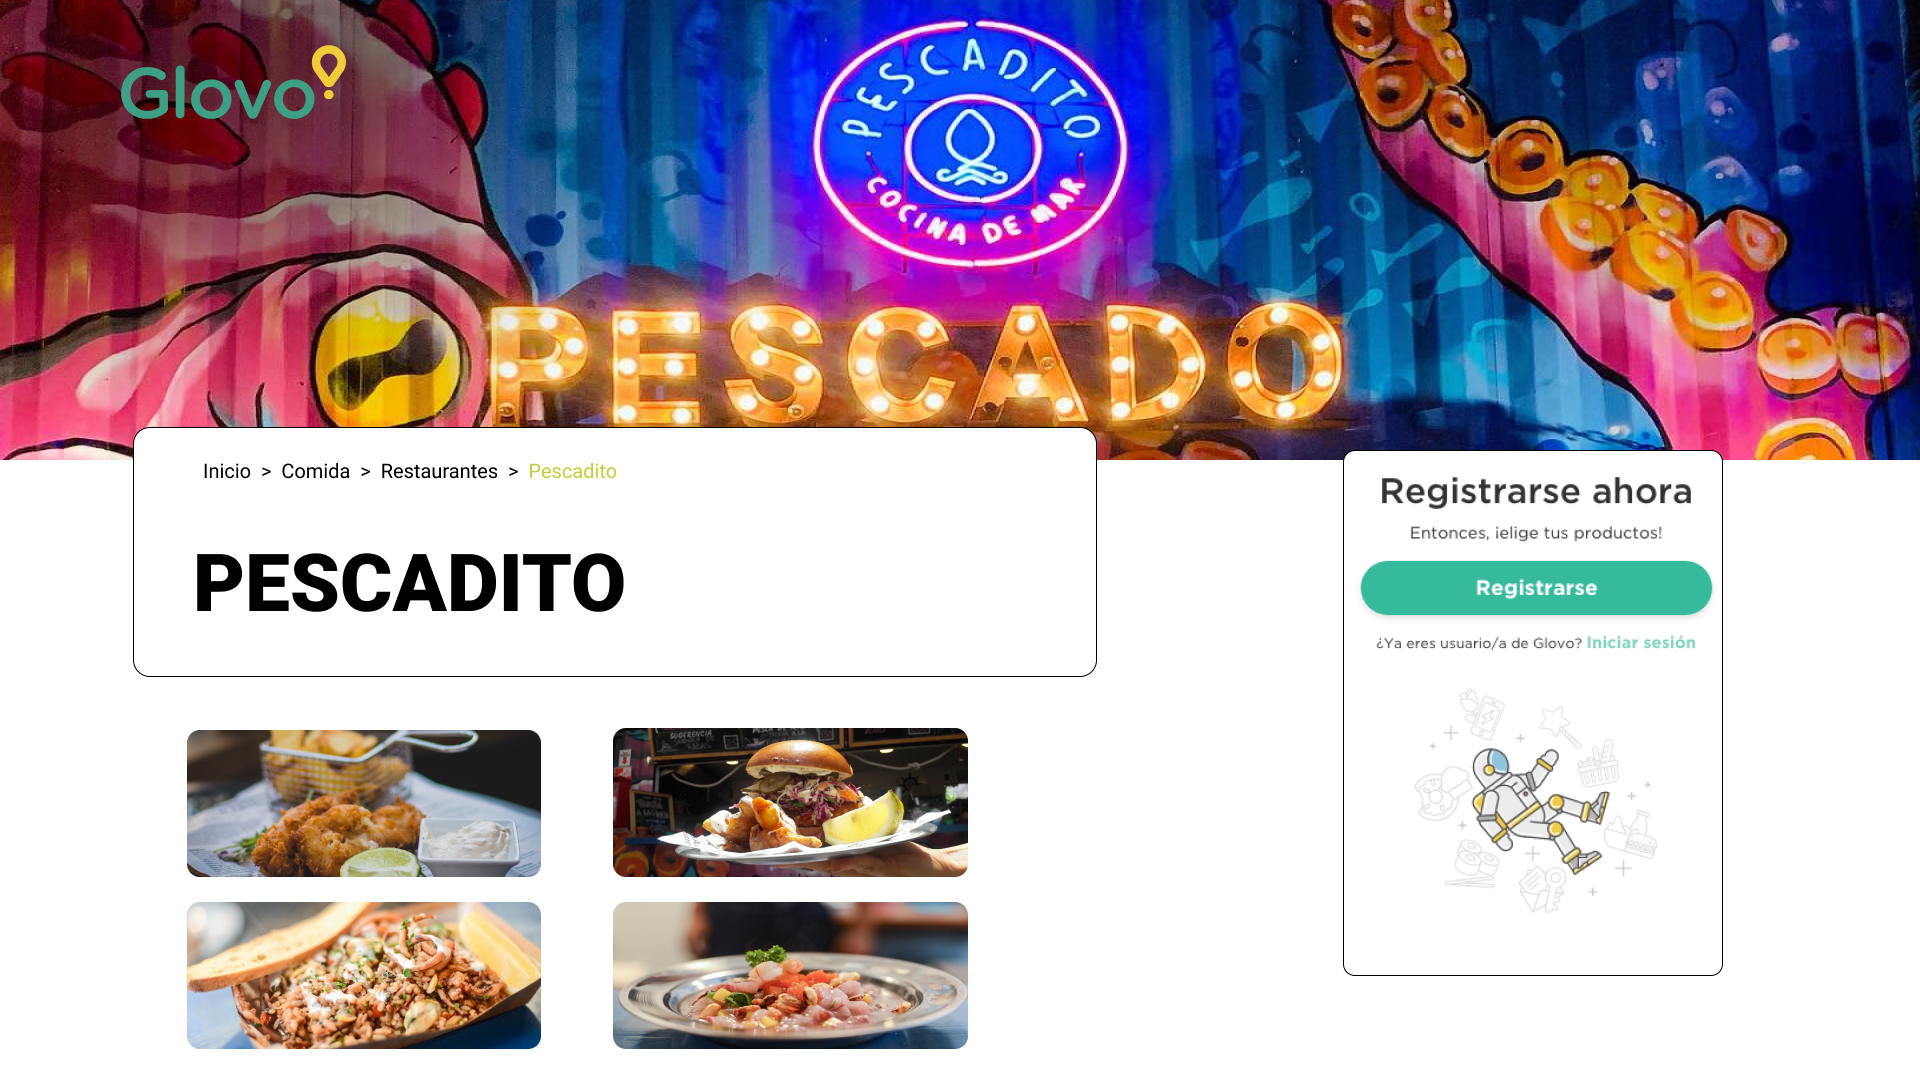 Glovo
PESCADITO
COCINA DE MAR
PESCADO
Inicio > Comida > Restaurantes > Pescadito
PESCADITO
Registrarse ahora
Entonces, ¡elige tus productos!
Registrarse
¿Ya eres usuario/a de Glovo? Iniciar sesión
SUGERENCIA